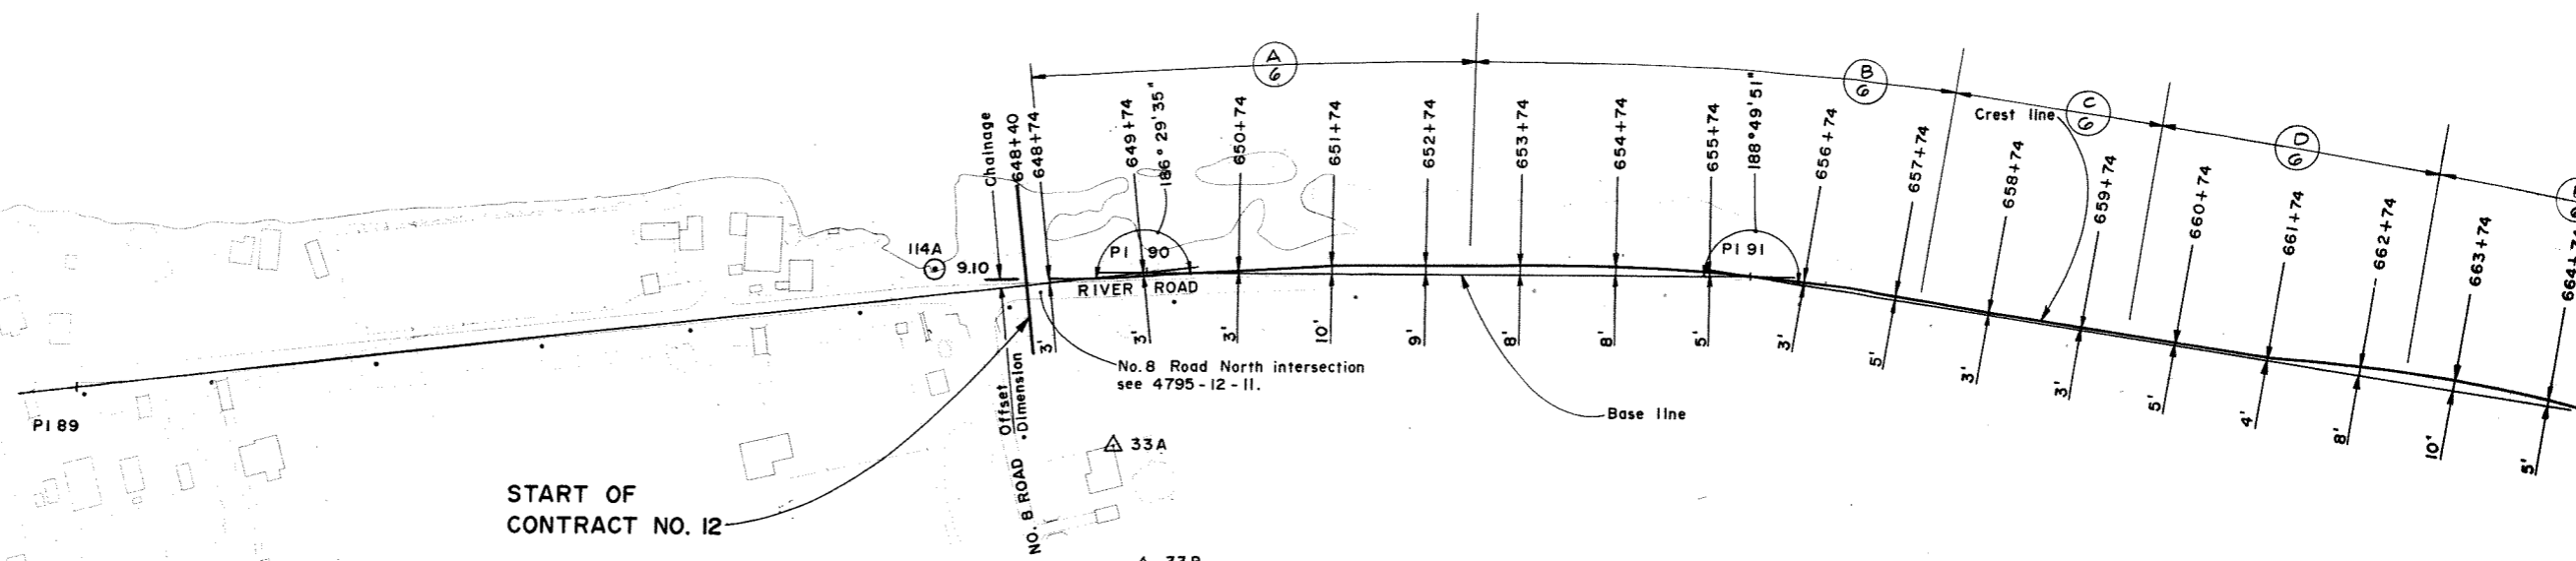 A
6
B
6
C
6
D
6
Chainage
648+40
648+74
649+74
186° 29' 35"
650+74
651+74
652+74
653+74
654+74
655+74
188° 49' 51"
656+74
657+74
658+74
659+74
660+74
661+74
662+74
663+74
664+74
Crest line
114A
9.10
PI 90
PI 91
RIVER ROAD
3'
3'
3'
10'
9'
8'
8'
5'
3'
5'
3'
3'
5'
4'
8'
10'
5'
Offset
Dimension
No. 8 Road North intersection
see 4795-12-11.
Base line
PI 89
33A
START OF
CONTRACT NO. 12
NO. 8 ROAD